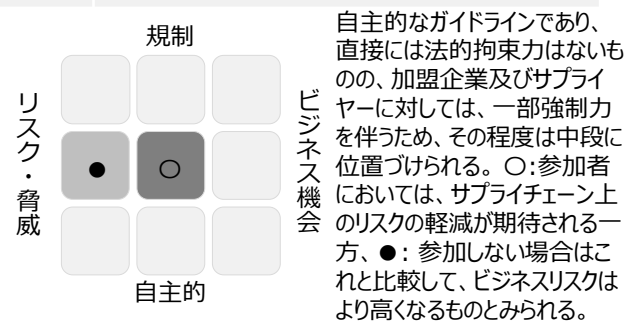 規制
リスク・脅威
●
〇
ビジネス機会
自主的
自主的なガイドラインであり、
直接には法的拘束力はないも
のの、加盟企業及びサプライ
ヤーに対しては、一部強制力
を伴うため、その程度は中段に
位置づけられる。〇:参加者
においては、サプライチェーン上
のリスクの軽減が期待される一
方、●: 参加しない場合はこ
れと比較して、ビジネスリスクは
より高くなるものとみられる。